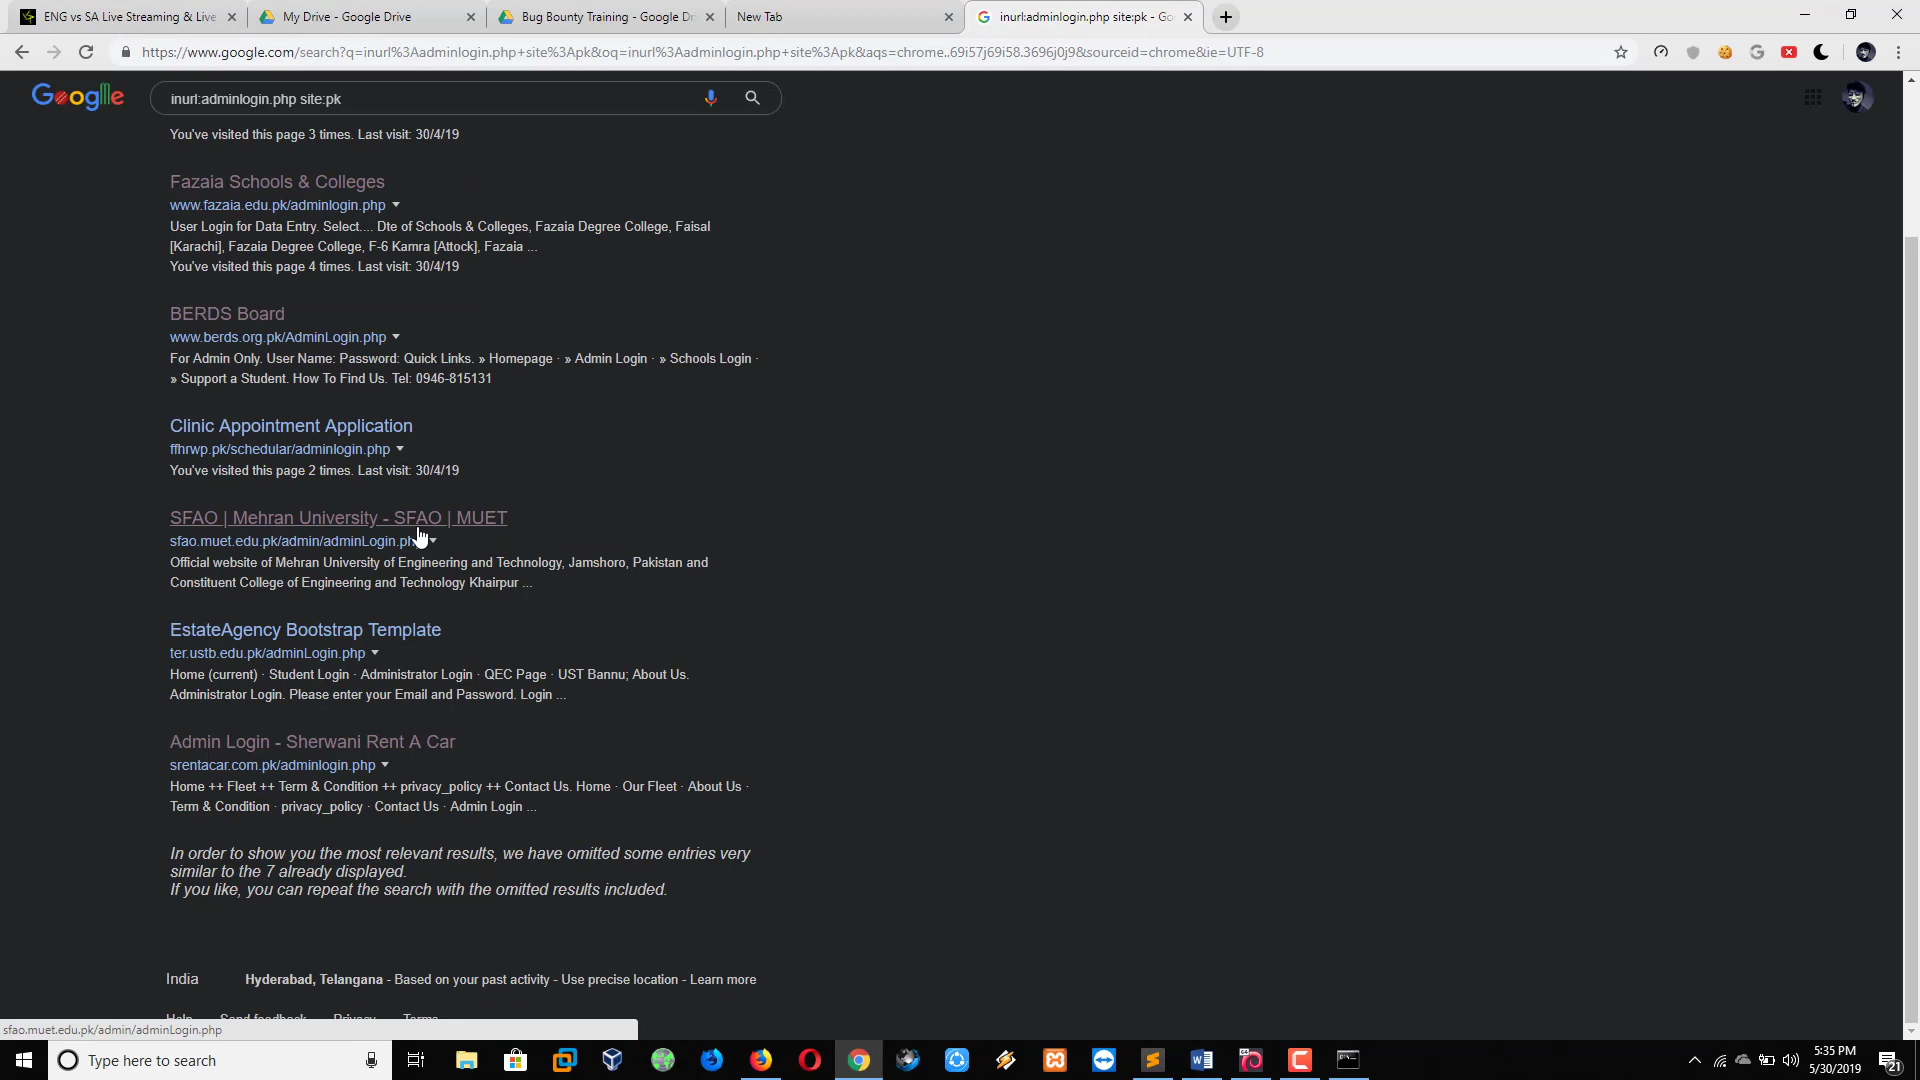 ENG vs SA Live Streaming & Live
My Drive - Google Drive
Bug Bounty Training - Google Dr
New Tab
inurl:adminlogin.php site:pk - Go
https://www.google.com/search?q=inurl%3Aadminlogin.php+site%3Apk&oq=inurl%3Aadminlogin.php+site%3Apk&aqs=chrome..69i57j69i58.3696j0j9&sourceid=chrome&ie=UTF-8
inurl:adminlogin.php site:pk
You've visited this page 3 times. Last visit: 30/4/19
Fazaia Schools & Colleges
www.fazaia.edu.pk/adminlogin.php
User Login for Data Entry. Select.... Dte of Schools & Colleges, Fazaia Degree College, Faisal
[Karachi], Fazaia Degree College, F-6 Kamra [Attock], Fazaia ...
You've visited this page 4 times. Last visit: 30/4/19
BERDS Board
www.berds.org.pk/AdminLogin.php
For Admin Only. User Name: Password: Quick Links. » Homepage · » Admin Login · » Schools Login ·
» Support a Student. How To Find Us. Tel: 0946-815131
Clinic Appointment Application
ffhrwp.pk/schedular/adminlogin.php
You've visited this page 2 times. Last visit: 30/4/19
SFAO | Mehran University - SFAO | MUET
sfao.muet.edu.pk/admin/adminLogin.ph
Official website of Mehran University of Engineering and Technology, Jamshoro, Pakistan and
Constituent College of Engineering and Technology Khairpur ...
EstateAgency Bootstrap Template
ter.ustb.edu.pk/adminLogin.php
Home (current) · Student Login · Administrator Login · QEC Page · UST Bannu; About Us.
Administrator Login. Please enter your Email and Password. Login ...
Admin Login - Sherwani Rent A Car
srentacar.com.pk/adminlogin.php
Home ++ Fleet ++ Term & Condition ++ privacy_policy ++ Contact Us. Home · Our Fleet · About Us ·
Term & Condition · privacy_policy · Contact Us · Admin Login ...
In order to show you the most relevant results, we have omitted some entries very
similar to the 7 already displayed.
If you like, you can repeat the search with the omitted results included.
India
Hyderabad, Telangana - Based on your past activity - Use precise location - Learn more
Help Send feedback Privacy Terms
sfao.muet.edu.pk/admin/adminLogin.php
Type here to search
5:35 PM
5/30/2019
21